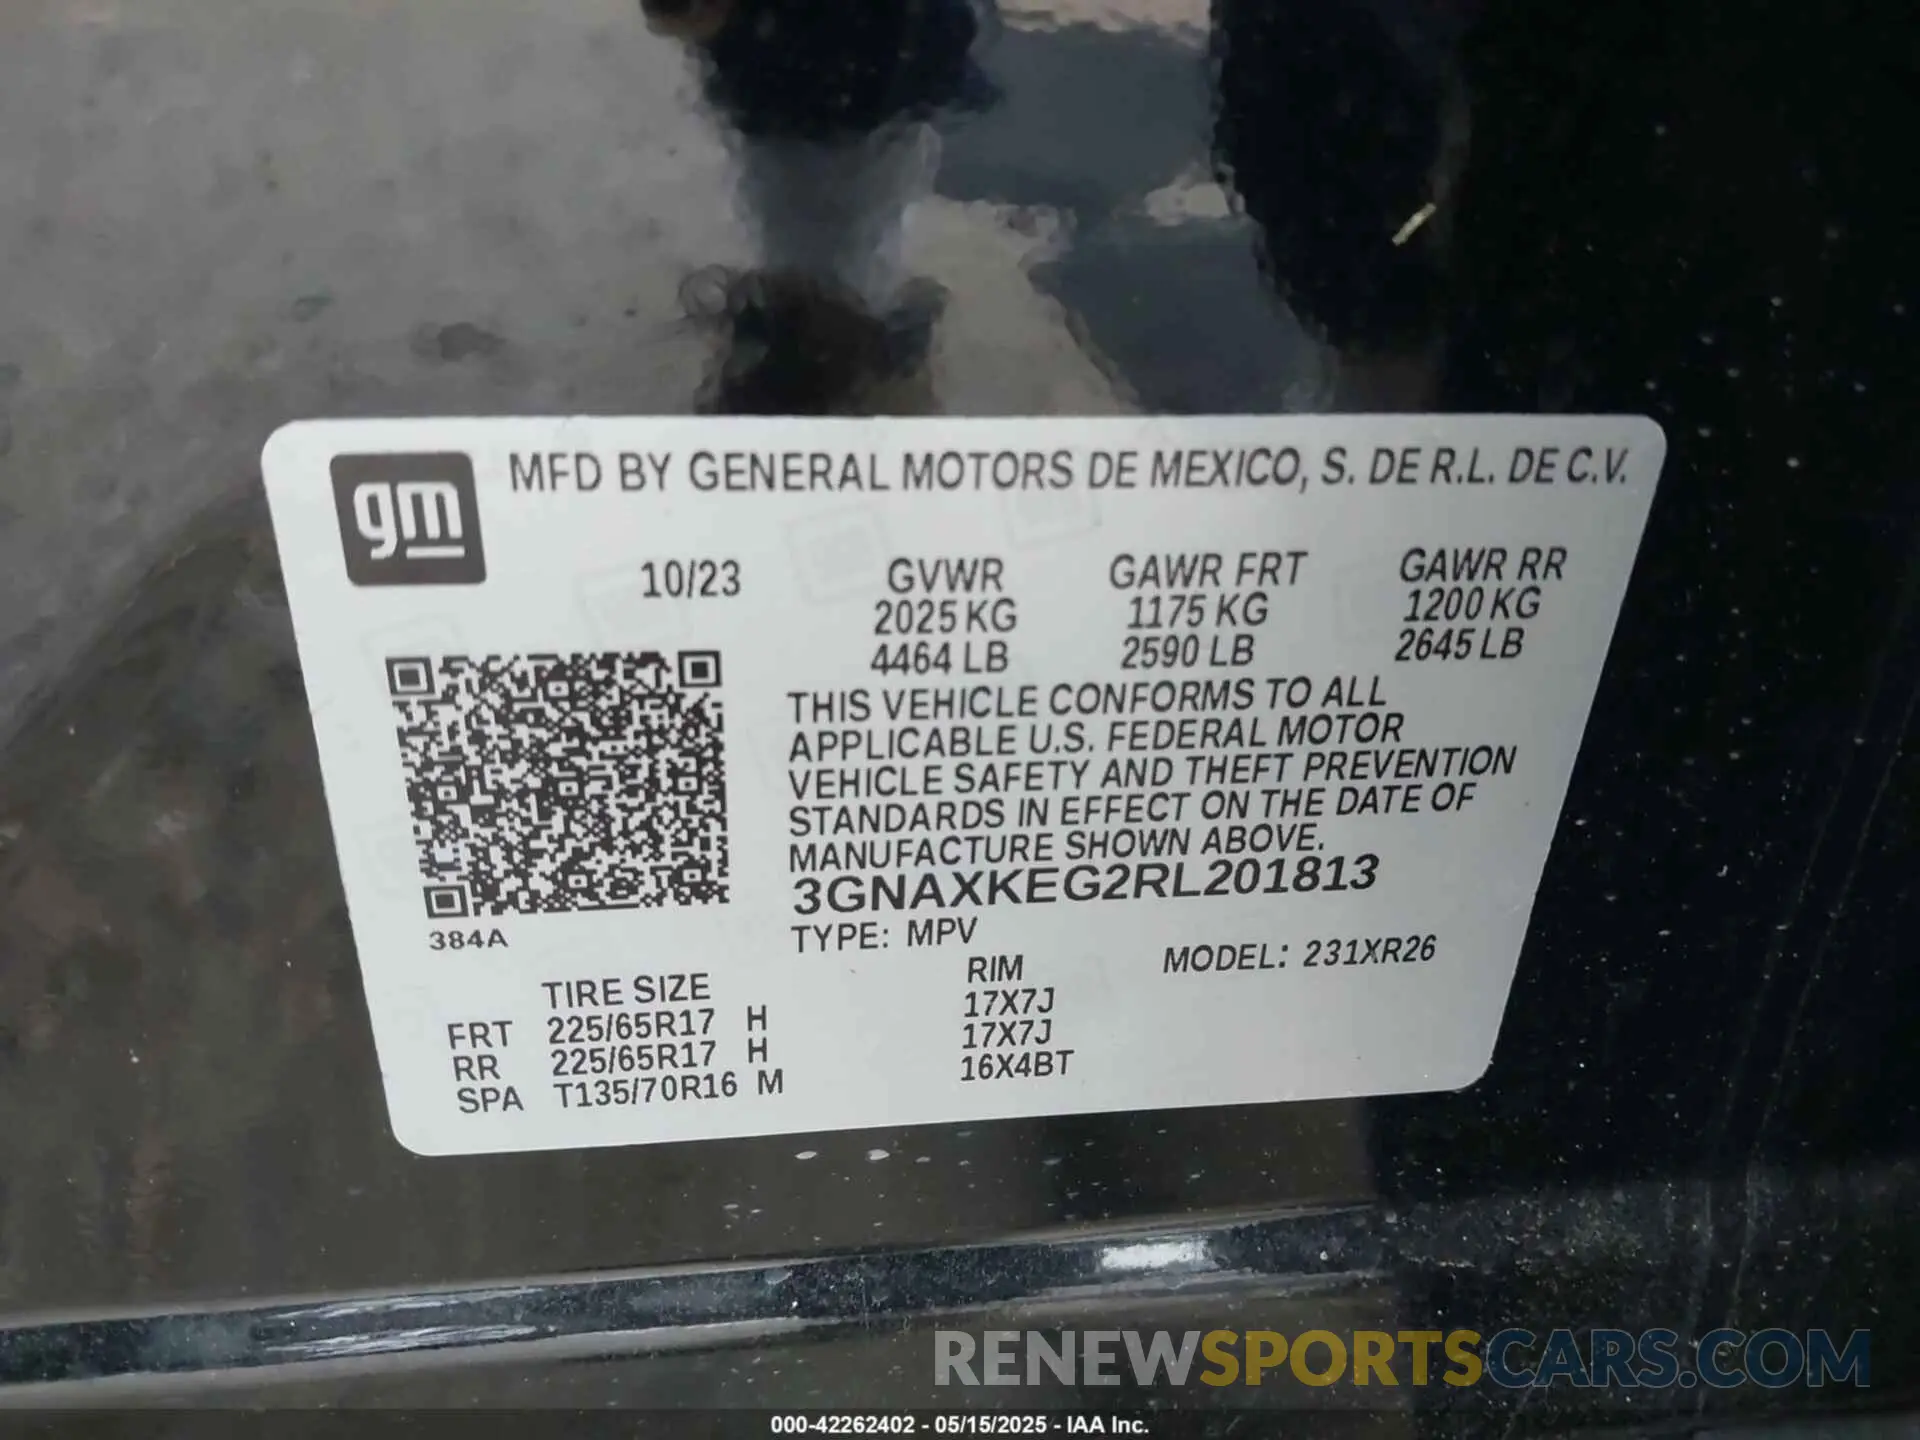 gm
MFD BY GENERAL MOTORS DE MEXICO, S. DE R.L. DE C.V.
10/23 GVWR GAWR FRT GAWR RR
2025 KG 1175 KG 1200 KG
4464 LB 2590 LB 2645 LB
THIS VEHICLE CONFORMS TO ALL
APPLICABLE U.S. FEDERAL MOTOR
VEHICLE SAFETY AND THEFT PREVENTION
STANDARDS IN EFFECT ON THE DATE OF
MANUFACTURE SHOWN ABOVE.
3GNAXKEG2RL201813
384A
TYPE: MPV MODEL: 231XR26
TIRE SIZE RIM
FRT 225/65R17 H 17X7J
RR 225/65R17 H 17X7J
SPA T135/70R16 M 16X4BT
RENEWSPORTSCARS.COM
000-42262402 - 05/15/2025 - IAA Inc.